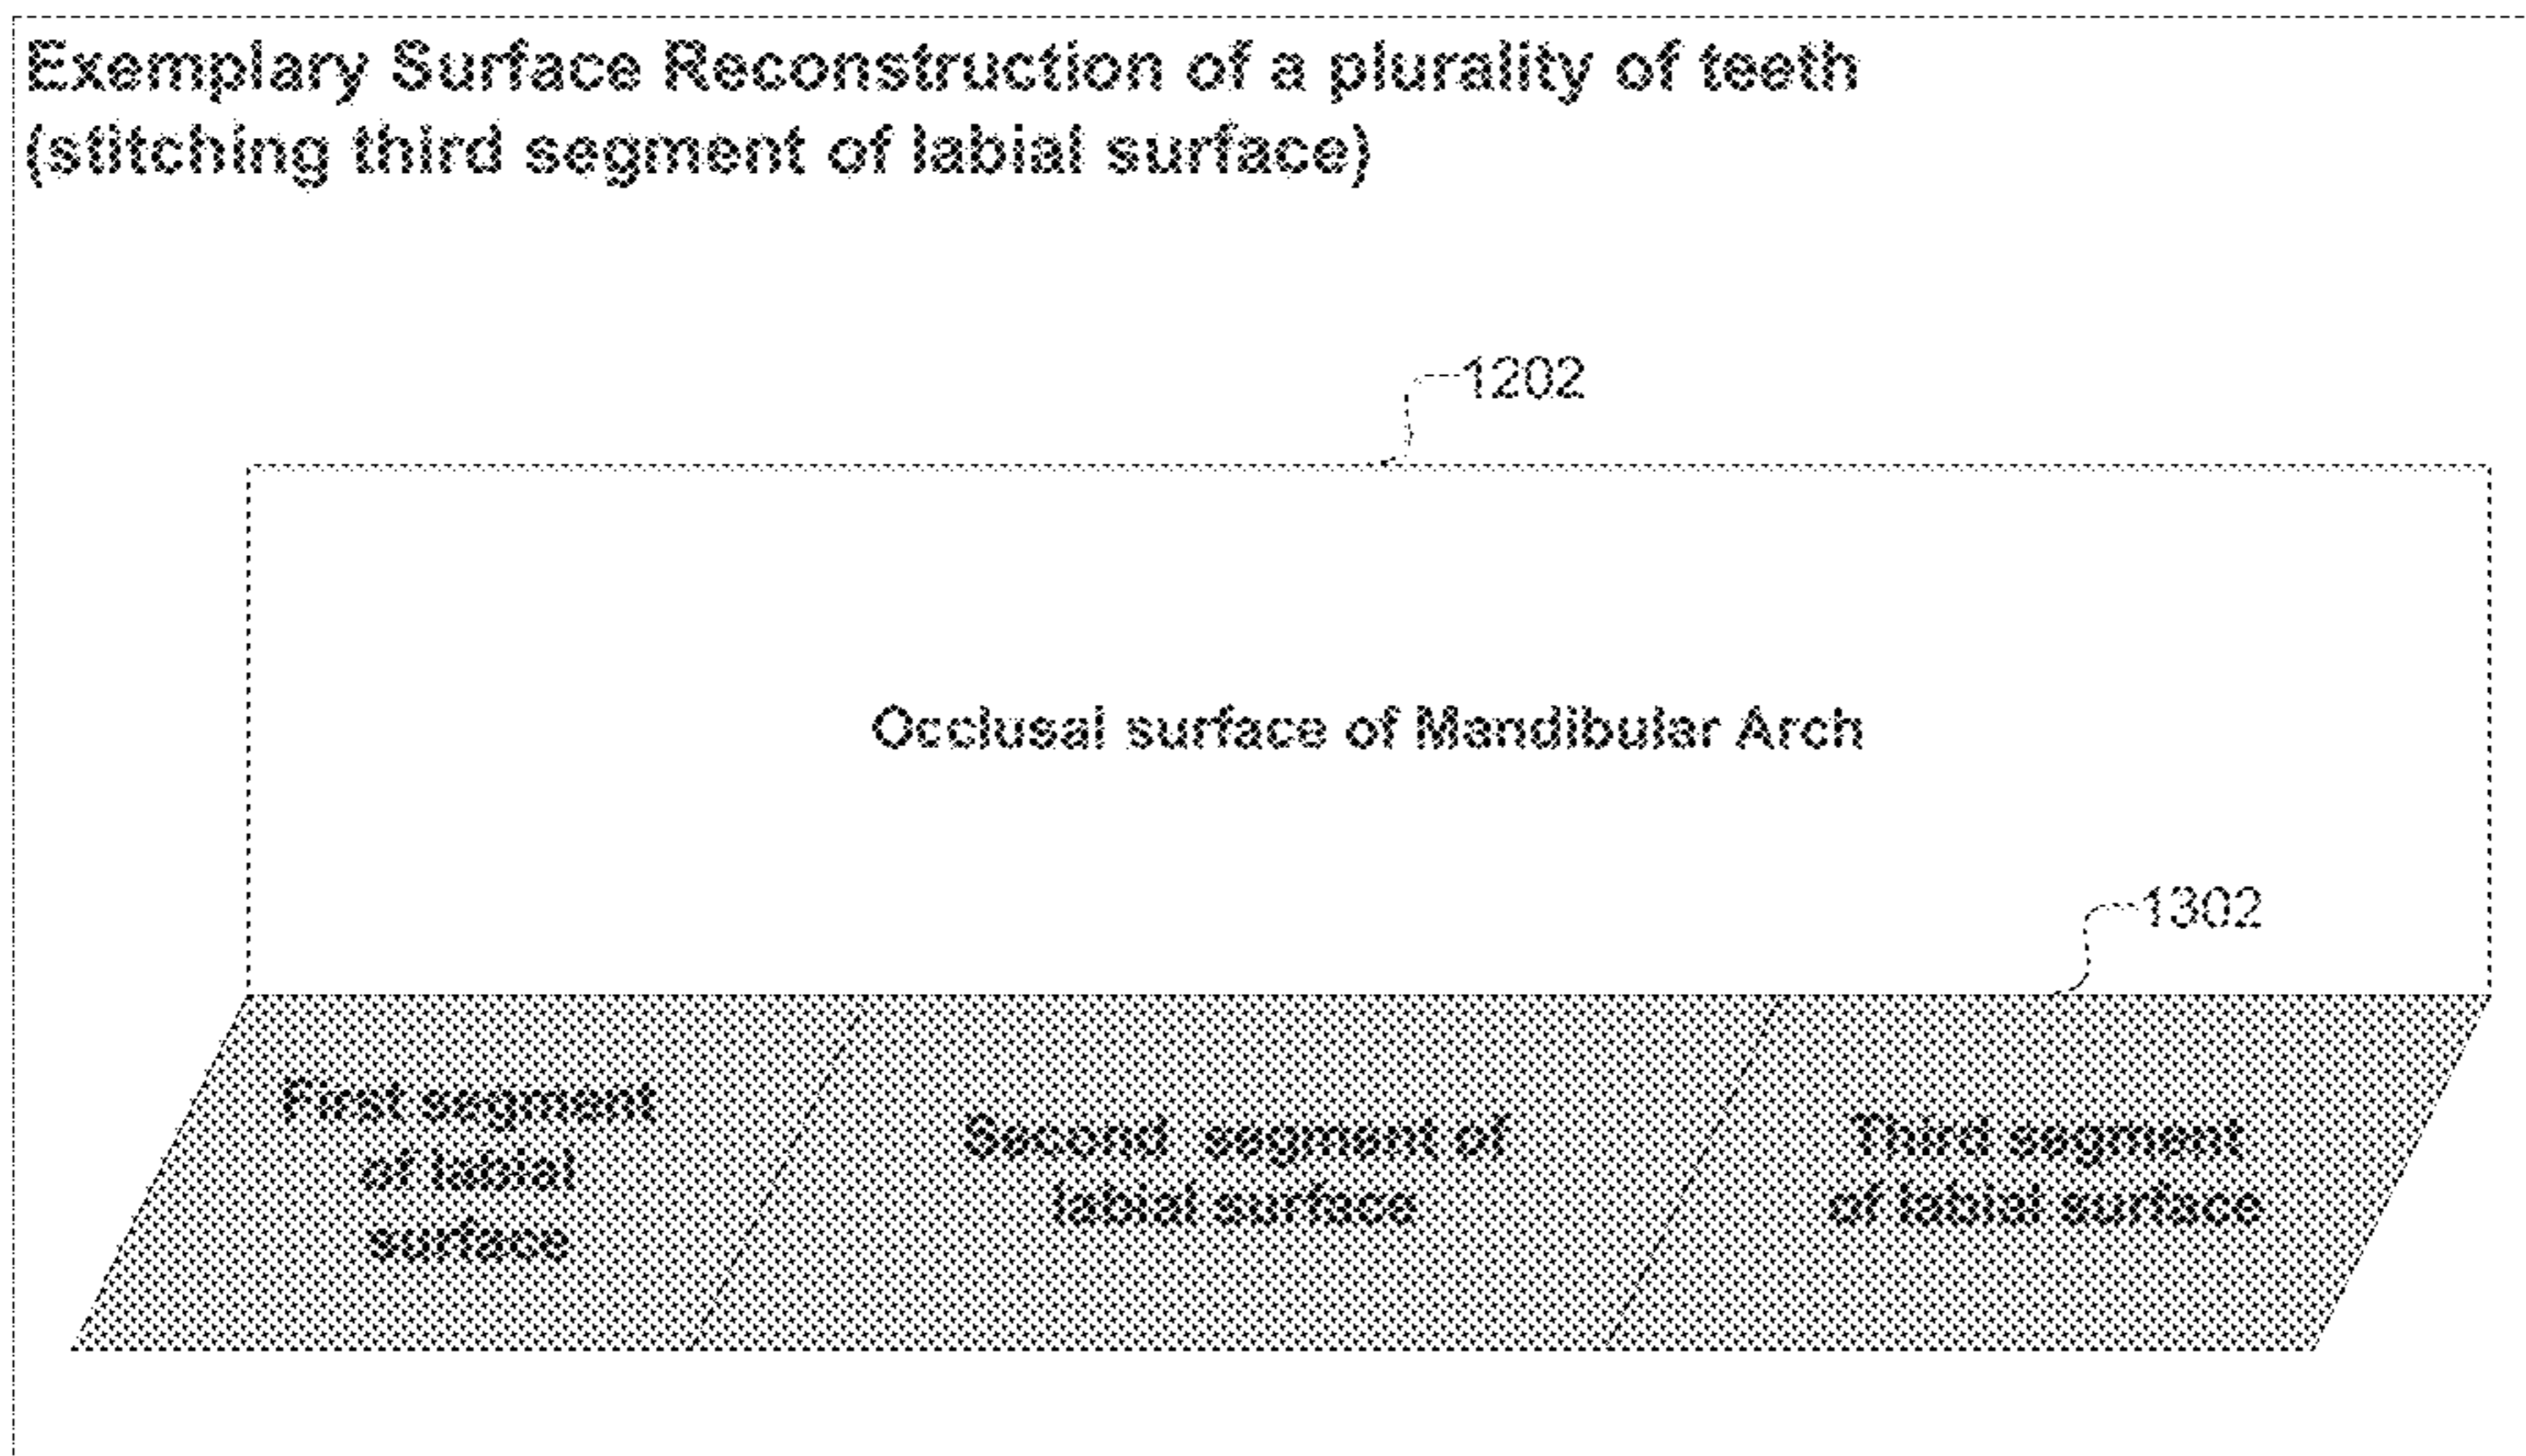 Exemplary Surface Reconstruction of a plurality of teeth
(stitching third segment of labial surface)
1202
Occlusal surface of Mandibular Arch
1302
First segment
of labial
surface
Second segment of
labial surface
Third segment
of labial surface